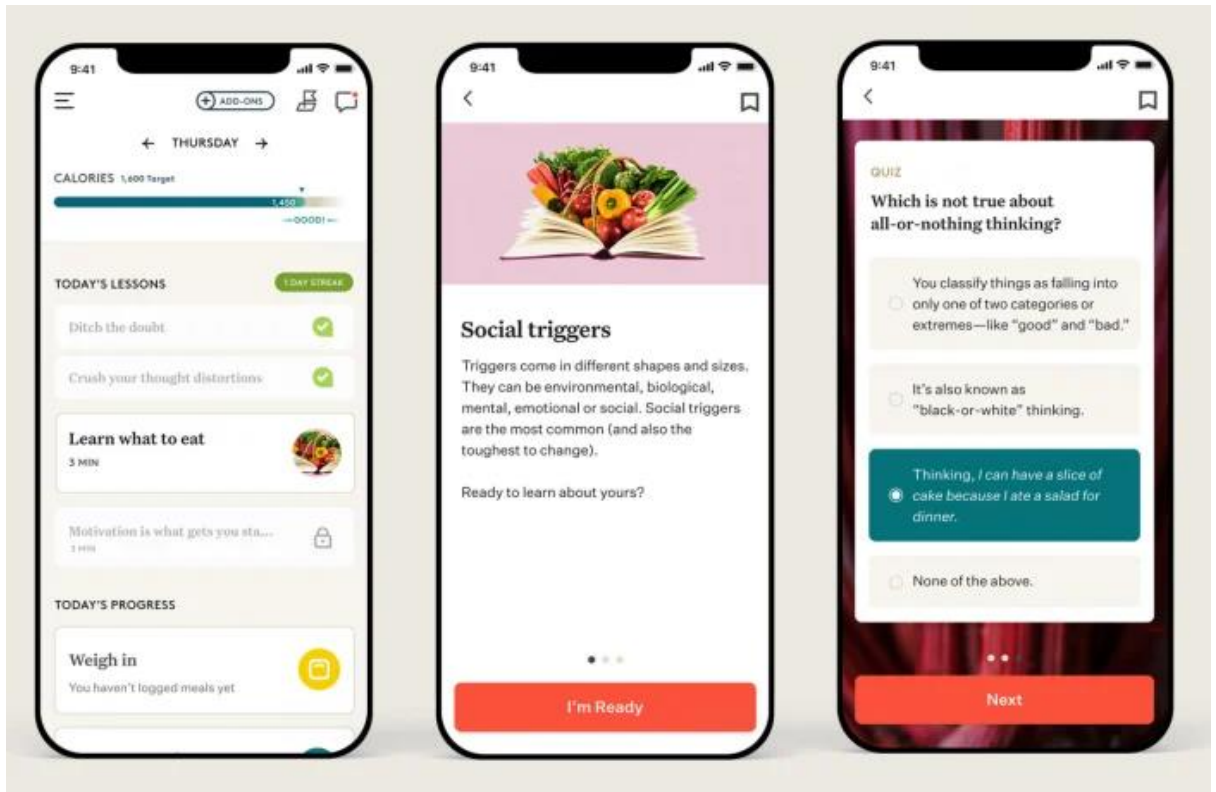 9:41
ADD-ONS
THURSDAY
CALORIES 1,600 Target
1,450
GOOD!
TODAY'S LESSONS
1 DAY STREAK
Ditch the doubt
Crush your thought distortions
Learn what to eat
3 MIN
Motivation is what gets you sta...
3 MIN
TODAY'S PROGRESS
Weigh in
You haven't logged meals yet
9:41
Social triggers
Triggers come in different shapes and sizes.
They can be environmental, biological,
mental, emotional or social. Social triggers
are the most common (and also the
toughest to change).
Ready to learn about yours?
I'm Ready
9:41
QUIZ
Which is not true about
all-or-nothing thinking?
You classify things as falling into
only one of two categories or
extremes—like “good” and “bad.”
It's also known as
“black-or-white” thinking.
Thinking, I can have a slice of
cake because I ate a salad for
dinner.
None of the above.
Next